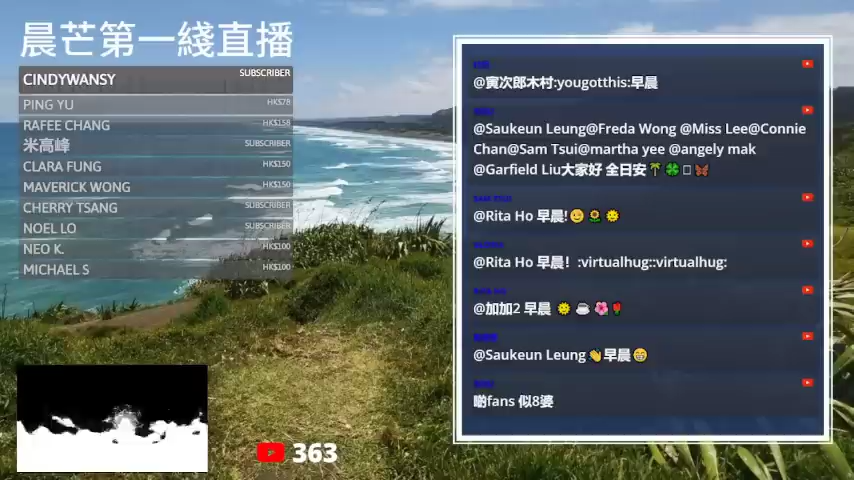 晨芒第一綫直播
CINDYWANSY SUBSCRIBER
PING YU HK$78
RAFEE CHANG HK$158
米高峰 SUBSCRIBER
CLARA FUNG HK$150
MAVERICK WONG HK$150
CHERRY TSANG SUBSCRIBER
NOEL LO SUBSCRIBER
NEO K. HK$100
MICHAEL S HK$100
363
@寅次郎木村:yougotthis:早晨
@Saukeun Leung@Freda Wong @Miss Lee@Connie
Chan@Sam Tsui@martha yee @angely mak
@Garfield Liu大家好 全日安🌴🍀🦋
SAM TSUI
@Rita Ho 早晨!😊🌻🌞
@Rita Ho 早晨！:virtualhug::virtualhug:
@加加2 早晨 🌞☕🌸🌹
@Saukeun Leung👋早晨😁
啲fans 似8婆